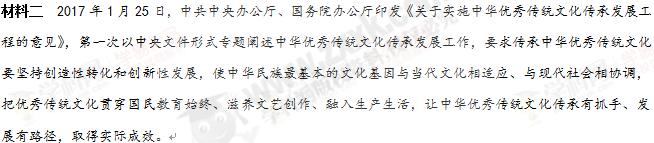 材料二  2017 年 1 月 25 日，中共中央办公厅、国务院办公厅印发《关于实施中华优秀传统文化传承发展工
程的意见》，第一次以中央文件形式专题阐述中华优秀传统文化传承发展工作，要求传承中华优秀传统文化
要坚持创造性转化和创新性发展，使中华民族最基本的文化基因与当代文化相适应、与现代社会相协调，
把优秀传统文化贯穿国民教育始终、滋养文艺创作、融入生产生活，让中华优秀传统文化传承有抓手、发
展有路径，取得实际成效。